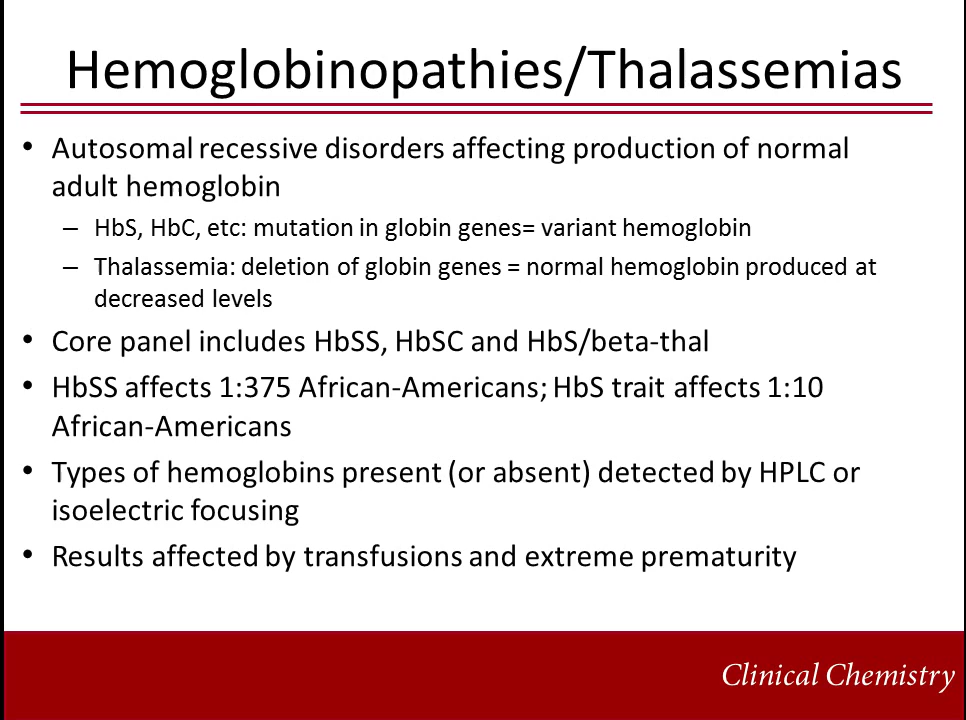 Hemoglobinopathies/Thalassemias
• Autosomal recessive disorders affecting production of normal
adult hemoglobin
– HbS, HbC, etc: mutation in globin genes= variant hemoglobin
– Thalassemia: deletion of globin genes = normal hemoglobin produced at
decreased levels
• Core panel includes HbSS, HbSC and HbS/beta-thal
• HbSS affects 1:375 African-Americans; HbS trait affects 1:10
African-Americans
• Types of hemoglobins present (or absent) detected by HPLC or
isoelectric focusing
• Results affected by transfusions and extreme prematurity
Clinical Chemistry